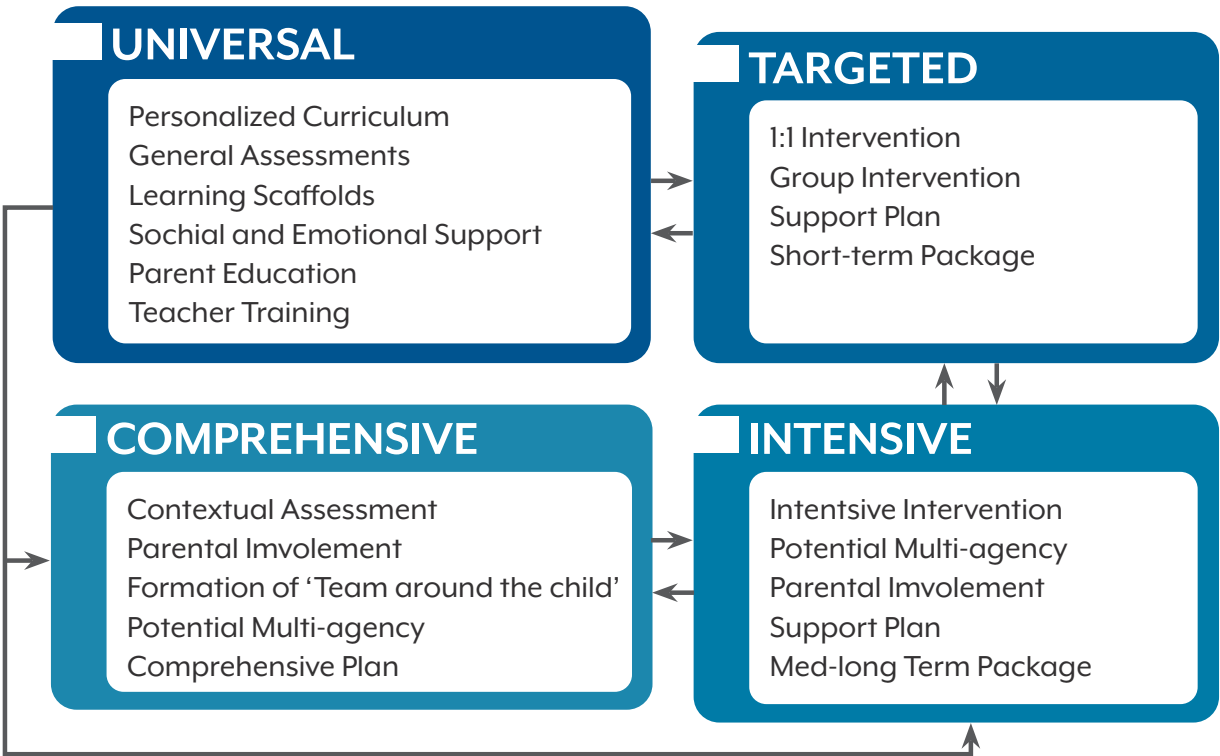 UNIVERSAL
Personalized Curriculum
General Assessments
Learning Scaffolds
Sochial and Emotional Support
Parent Education
Teacher Training
TARGETED
1:1 Intervention
Group Intervention
Support Plan
Short-term Package
COMPREHENSIVE
Contextual Assessment
Parental Imvolement
Formation of ‘Team around the child’
Potential Multi-agency
Comprehensive Plan
INTENSIVE
Intentsive Intervention
Potential Multi-agency
Parental Imvolement
Support Plan
Med-long Term Package